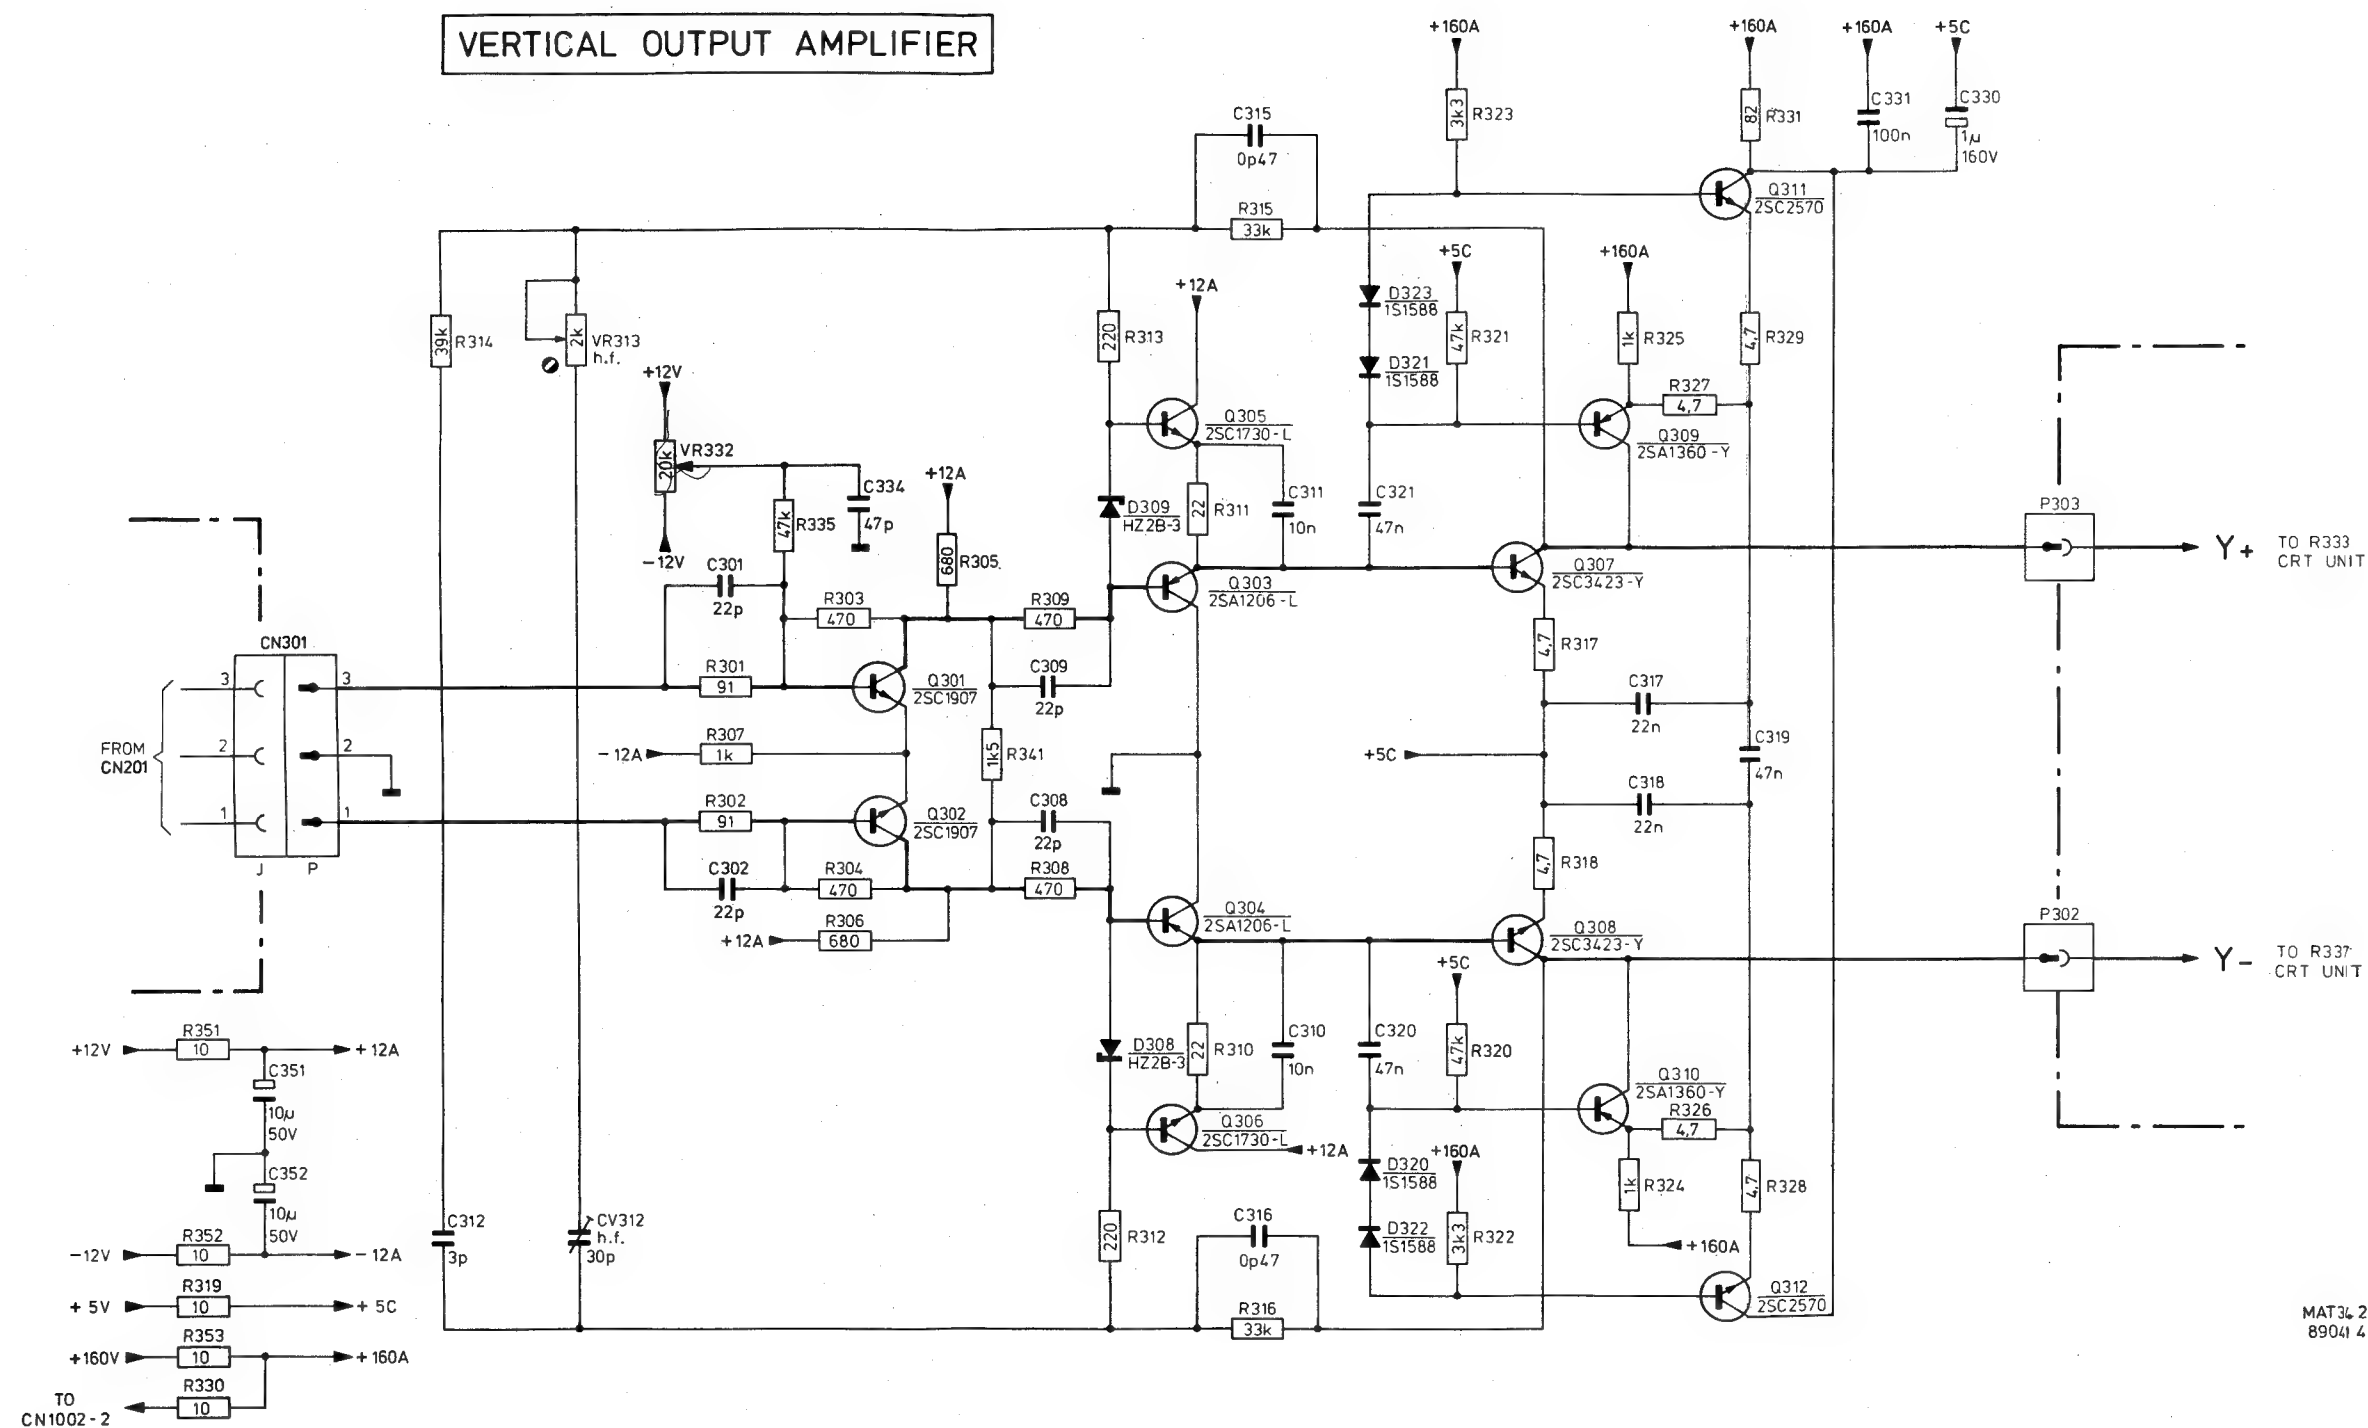 VERTICAL OUTPUT AMPLIFIER
+160A
+160A
+160A
+5C
3k3
R323
82
R331
C331
100n
C330
1µ
160V
C315
0p47
R315
33k
Q311
2SC2570
+5C
+160A
+12A
D323
1S1588
39k
R314
2k
VR313
h.f.
220
R313
47k
R321
1k
R325
4,7
R329
D321
1S1588
+12V
R327
4,7
Q305
2SC1730-L
Q309
2SA1360-Y
20k
VR332
+12A
C334
47p
47k
R335
D309
HZ2B-3
22
R311
C311
10n
C321
47n
P303
-12V
680
R305
C301
22p
Y+
TO R333
CRT UNIT
Q303
2SA1206-L
Q307
2SC3423-Y
R303
470
R309
470
CN301
4,7
R317
R301
91
C309
22p
3
3
Q301
2SC1907
C317
22n
FROM
CN201
2
2
-12A
R307
1k
1k5
R341
+5C
C319
47n
C318
22n
R302
91
C308
22p
1
1
Q302
2SC1907
J
P
C302
22p
R304
470
R308
470
4,7
R318
R306
680
+12A
Q304
2SA1206-L
Q308
2SC3423-Y
P302
Y-
TO R337
CRT UNIT
+5C
+12V
R351
10
+12A
C351
10µ
50V
D308
HZ2B-3
22
R310
C310
10n
C320
47n
47k
R320
Q310
2SA1360-Y
R326
4,7
Q306
2SC1730-L
+12A
+160A
D320
1S1588
1k
R324
4,7
R328
C352
10µ
50V
C312
3p
CV312
h.f.
30p
220
R312
C316
0p47
D322
1S1588
3k3
R322
+160A
-12V
R352
10
-12A
Q312
2SC2570
+5V
R319
10
+5C
R316
33k
+160V
R353
10
+160A
R330
10
TO
CN1002-2